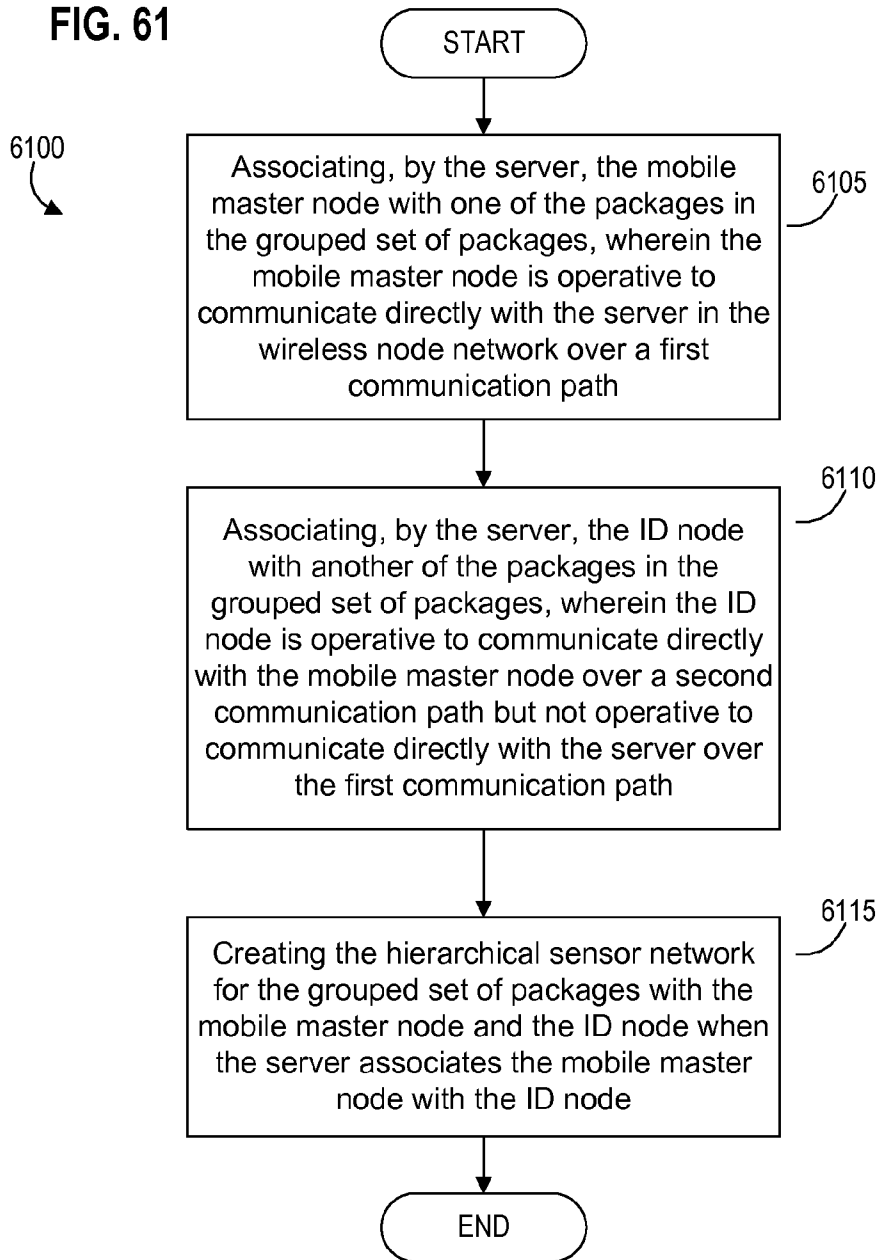 FIG. 61
START
6100
Associating, by the server, the mobile
master node with one of the packages in
the grouped set of packages, wherein the
mobile master node is operative to
communicate directly with the server in the
wireless node network over a first
communication path
6105
6110
Associating, by the server, the ID node
with another of the packages in the
grouped set of packages, wherein the ID
node is operative to communicate directly
with the mobile master node over a second
communication path but not operative to
communicate directly with the server over
the first communication path
6115
Creating the hierarchical sensor network
for the grouped set of packages with the
mobile master node and the ID node when
the server associates the mobile master
node with the ID node
END